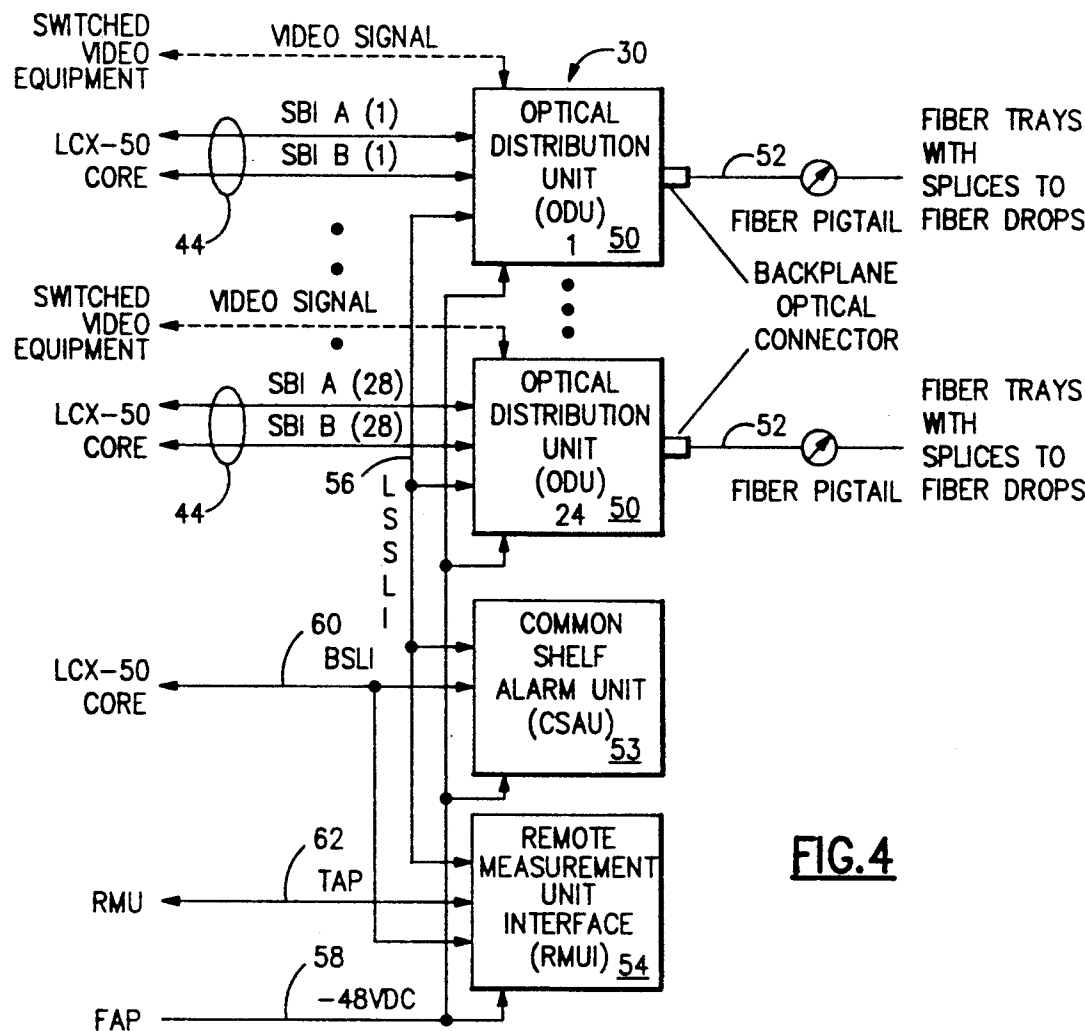 SWITCHED
VIDEO
EQUIPMENT
VIDEO SIGNAL
30
LCX-50
CORE
SBI A (1)
SBI B (1)
44
OPTICAL
DISTRIBUTION
UNIT
(ODU)
1
50
52
FIBER PIGTAIL
FIBER TRAYS
WITH
SPLICES TO
FIBER DROPS
BACKPLANE
OPTICAL
CONNECTOR
SWITCHED
VIDEO
EQUIPMENT
VIDEO SIGNAL
LCX-50
CORE
SBI A (28)
SBI B (28)
44
56
LSSLI
OPTICAL
DISTRIBUTION
UNIT
(ODU)
24
50
52
FIBER PIGTAIL
FIBER TRAYS
WITH
SPLICES TO
FIBER DROPS
LCX-50
CORE
60
BSLI
COMMON
SHELF
ALARM UNIT
(CSAU)
53
RMU
62
TAP
REMOTE
MEASUREMENT
UNIT
INTERFACE
(RMUI)
54
FAP
58
-48VDC
FIG.4